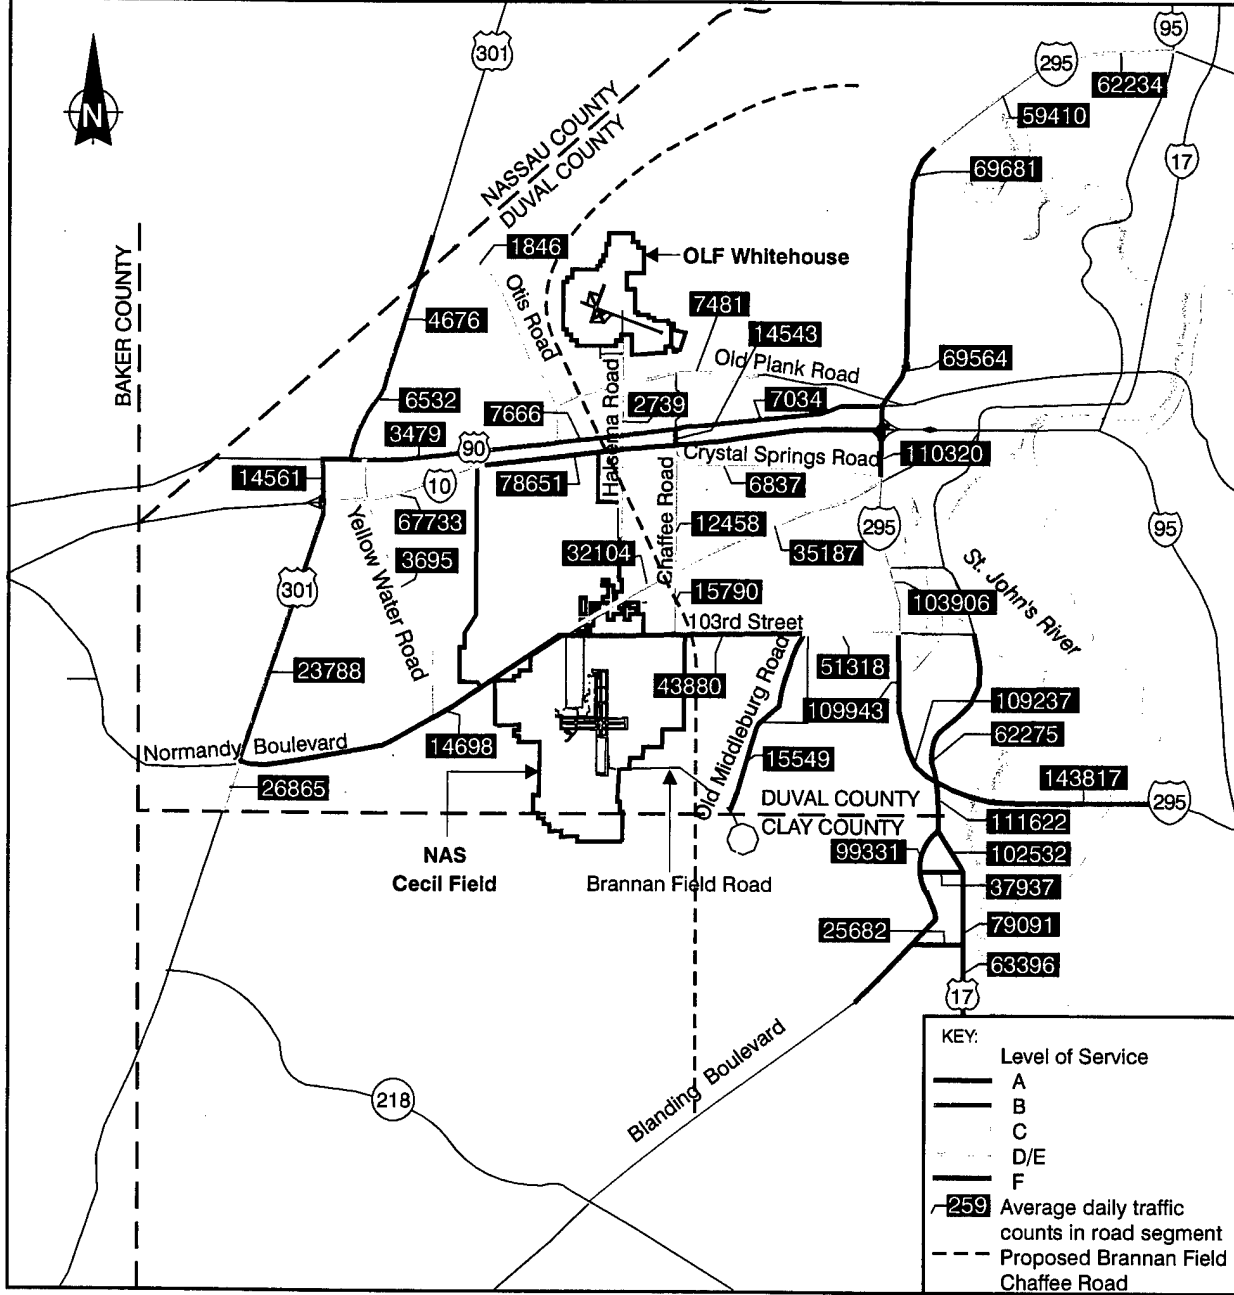 95
301
295
62234
59410
N
NASSAU COUNTY
DUVAL COUNTY
17
69681
BAKER COUNTY
1846
OLF Whitehouse
Otis Road
7481
4676
14543
69564
Old Plank Road
6532
7666
2739
7034
3479
Halsema Road
90
Crystal Springs Road
110320
14561
10
78651
6837
67733
Chaffee Road
12458
295
95
Yellow Water Road
3695
32104
35187
St. John's River
301
15790
103906
103rd Street
23788
43880
51318
Old Middleburg Road
109943
109237
62275
Normandy Boulevard
14698
15549
143817
26865
DUVAL COUNTY
CLAY COUNTY
295
111622
99331
102532
NAS
Cecil Field
Brannan Field Road
37937
25682
79091
63396
17
Blanding Boulevard
218
KEY:
Level of Service
A
B
C
D/E
F
259 Average daily traffic
counts in road segment
Proposed Brannan Field
Chaffee Road